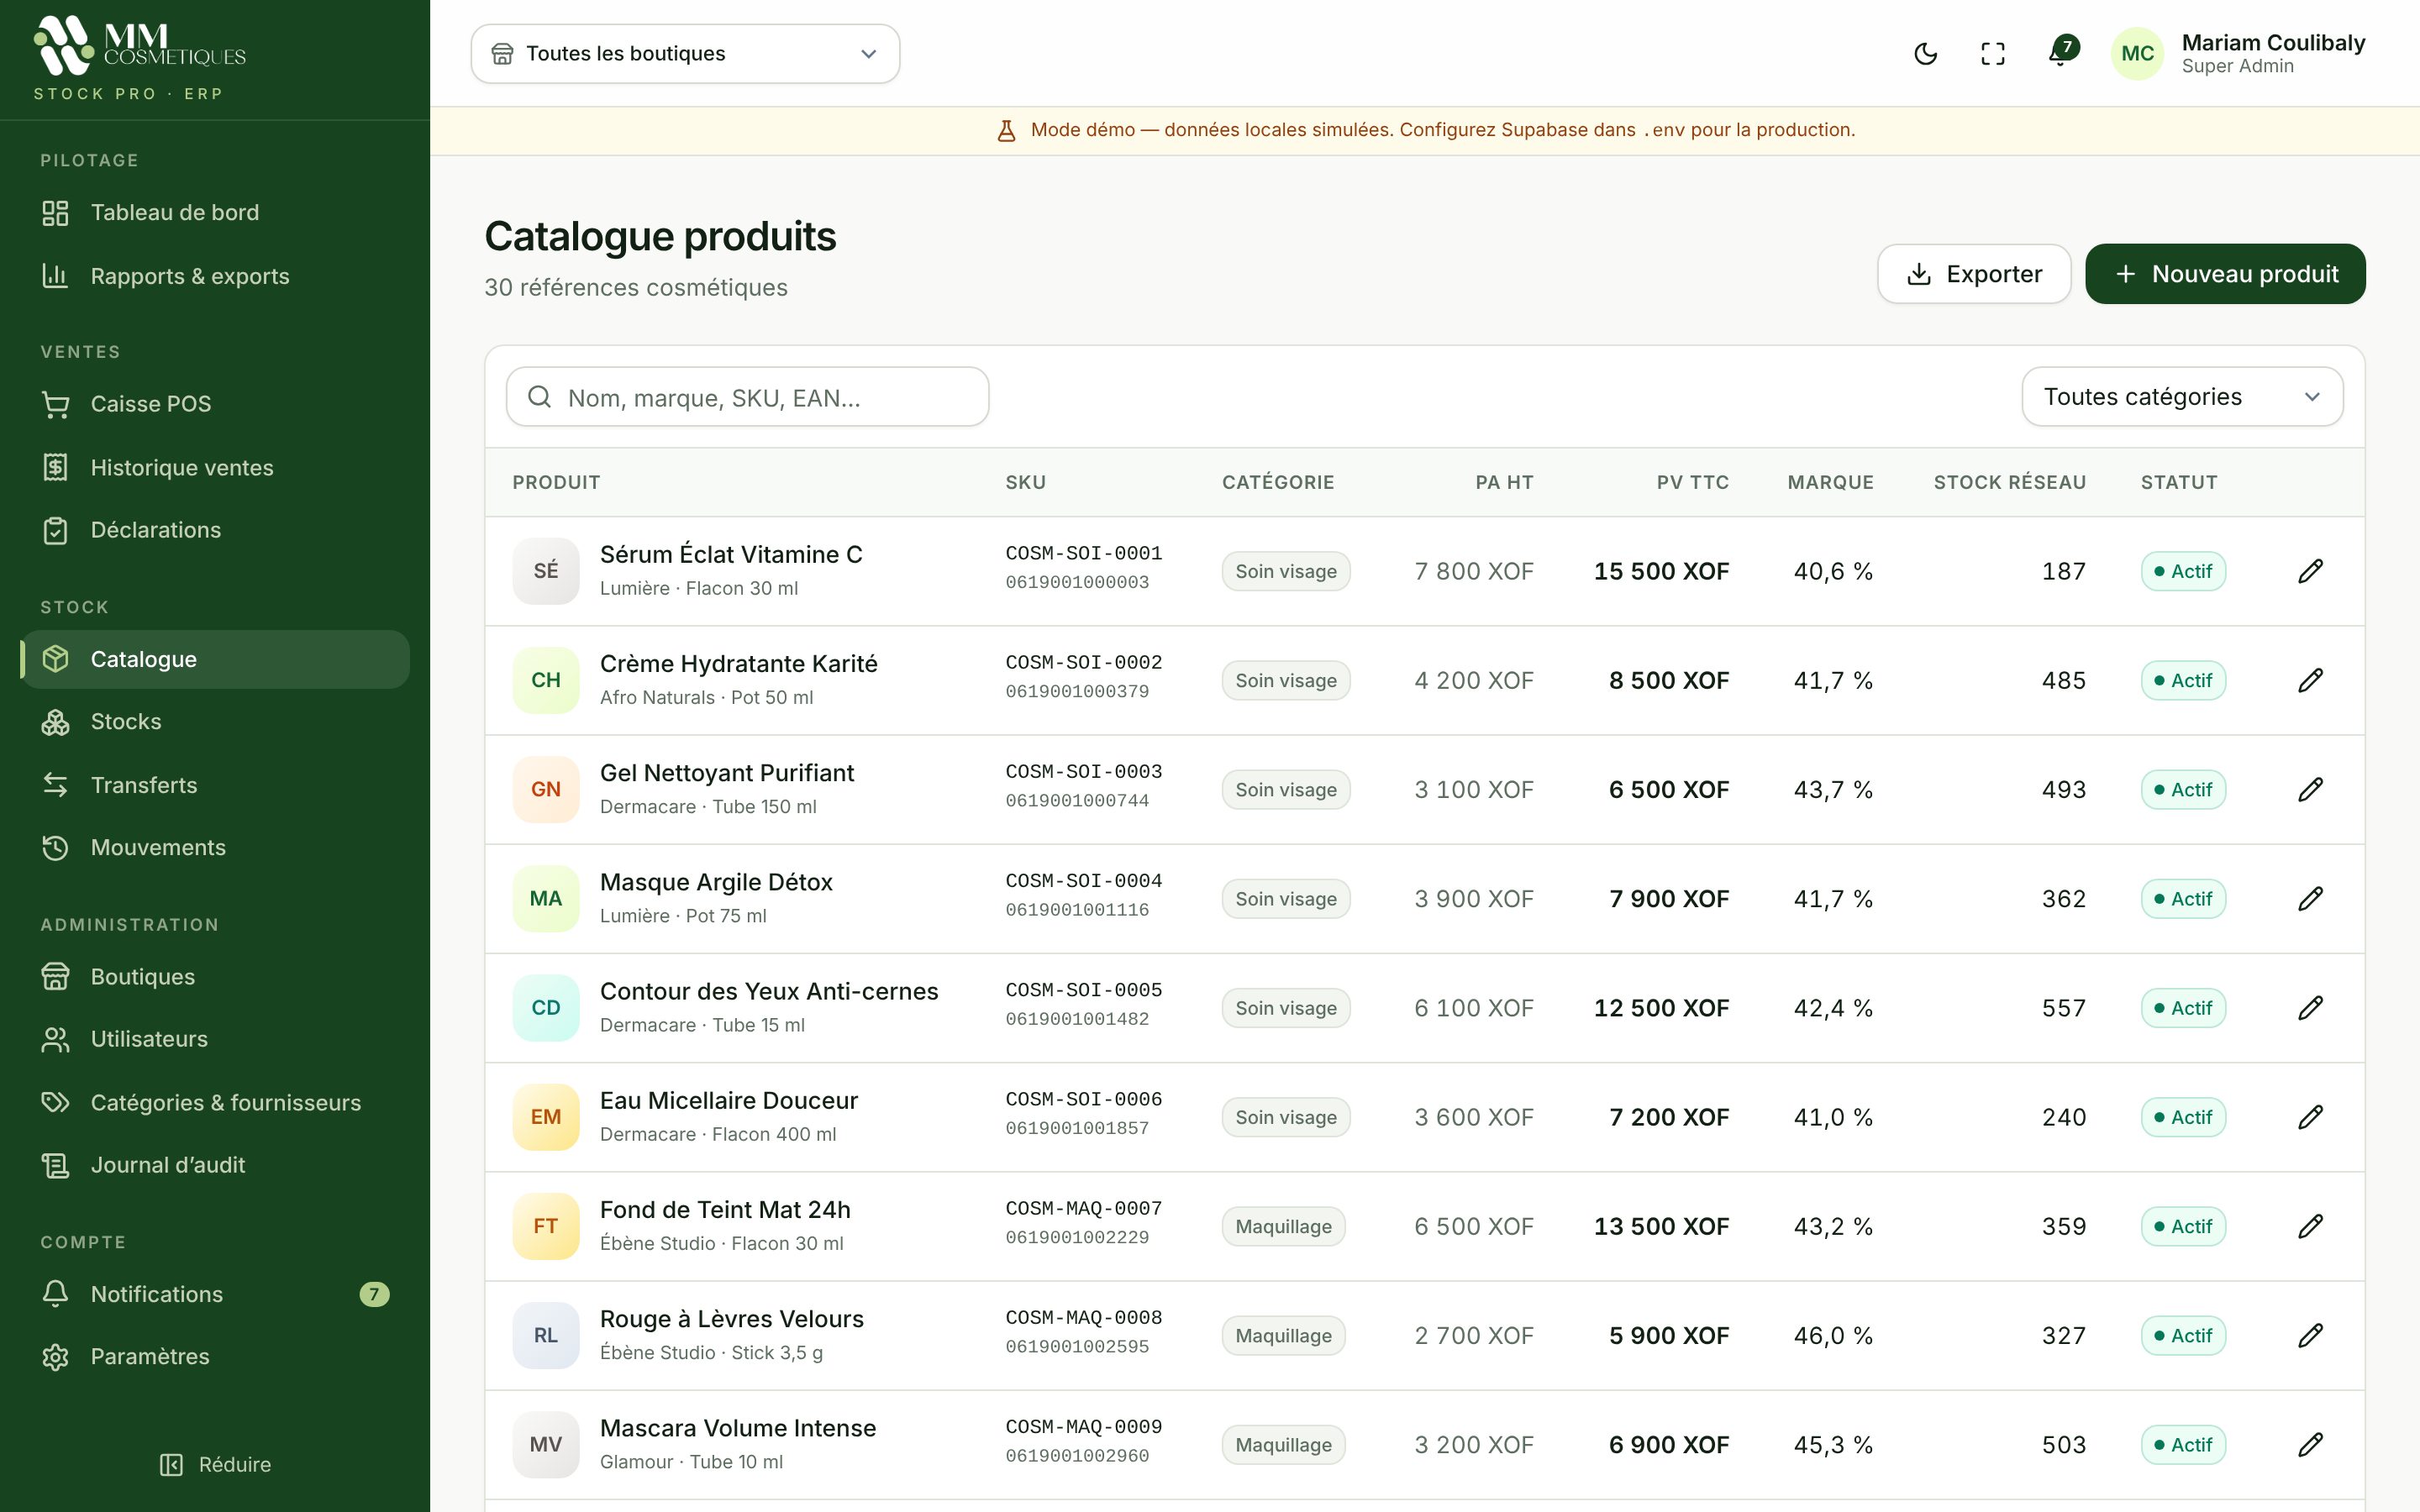 MM
COSMETIQUES
STOCK PRO · ERP
PILOTAGE
Tableau de bord
Rapports & exports
VENTES
Caisse POS
Historique ventes
Déclarations
STOCK
Catalogue
Stocks
Transferts
Mouvements
ADMINISTRATION
Boutiques
Utilisateurs
Catégories & fournisseurs
Journal d’audit
COMPTE
Notifications 7
Paramètres
Réduire
Toutes les boutiques
7
MC
Mariam Coulibaly
Super Admin
Mode démo — données locales simulées. Configurez Supabase dans .env pour la production.
Catalogue produits
30 références cosmétiques
Exporter
Nouveau produit
Nom, marque, SKU, EAN...
Toutes catégories
PRODUIT SKU CATÉGORIE PA HT PV TTC MARQUE STOCK RÉSEAU STATUT
SÉ Sérum Éclat Vitamine C COSM-SOI-0001 Soin visage 7 800 XOF 15 500 XOF 40,6 % 187 Actif
Lumière · Flacon 30 ml 0619001000003
CH Crème Hydratante Karité COSM-SOI-0002 Soin visage 4 200 XOF 8 500 XOF 41,7 % 485 Actif
Afro Naturals · Pot 50 ml 0619001000379
GN Gel Nettoyant Purifiant COSM-SOI-0003 Soin visage 3 100 XOF 6 500 XOF 43,7 % 493 Actif
Dermacare · Tube 150 ml 0619001000744
MA Masque Argile Détox COSM-SOI-0004 Soin visage 3 900 XOF 7 900 XOF 41,7 % 362 Actif
Lumière · Pot 75 ml 0619001001116
CD Contour des Yeux Anti-cernes COSM-SOI-0005 Soin visage 6 100 XOF 12 500 XOF 42,4 % 557 Actif
Dermacare · Tube 15 ml 0619001001482
EM Eau Micellaire Douceur COSM-SOI-0006 Soin visage 3 600 XOF 7 200 XOF 41,0 % 240 Actif
Dermacare · Flacon 400 ml 0619001001857
FT Fond de Teint Mat 24h COSM-MAQ-0007 Maquillage 6 500 XOF 13 500 XOF 43,2 % 359 Actif
Ébène Studio · Flacon 30 ml 0619001002229
RL Rouge à Lèvres Velours COSM-MAQ-0008 Maquillage 2 700 XOF 5 900 XOF 46,0 % 327 Actif
Ébène Studio · Stick 3,5 g 0619001002595
MV Mascara Volume Intense COSM-MAQ-0009 Maquillage 3 200 XOF 6 900 XOF 45,3 % 503 Actif
Glamour · Tube 10 ml 0619001002960